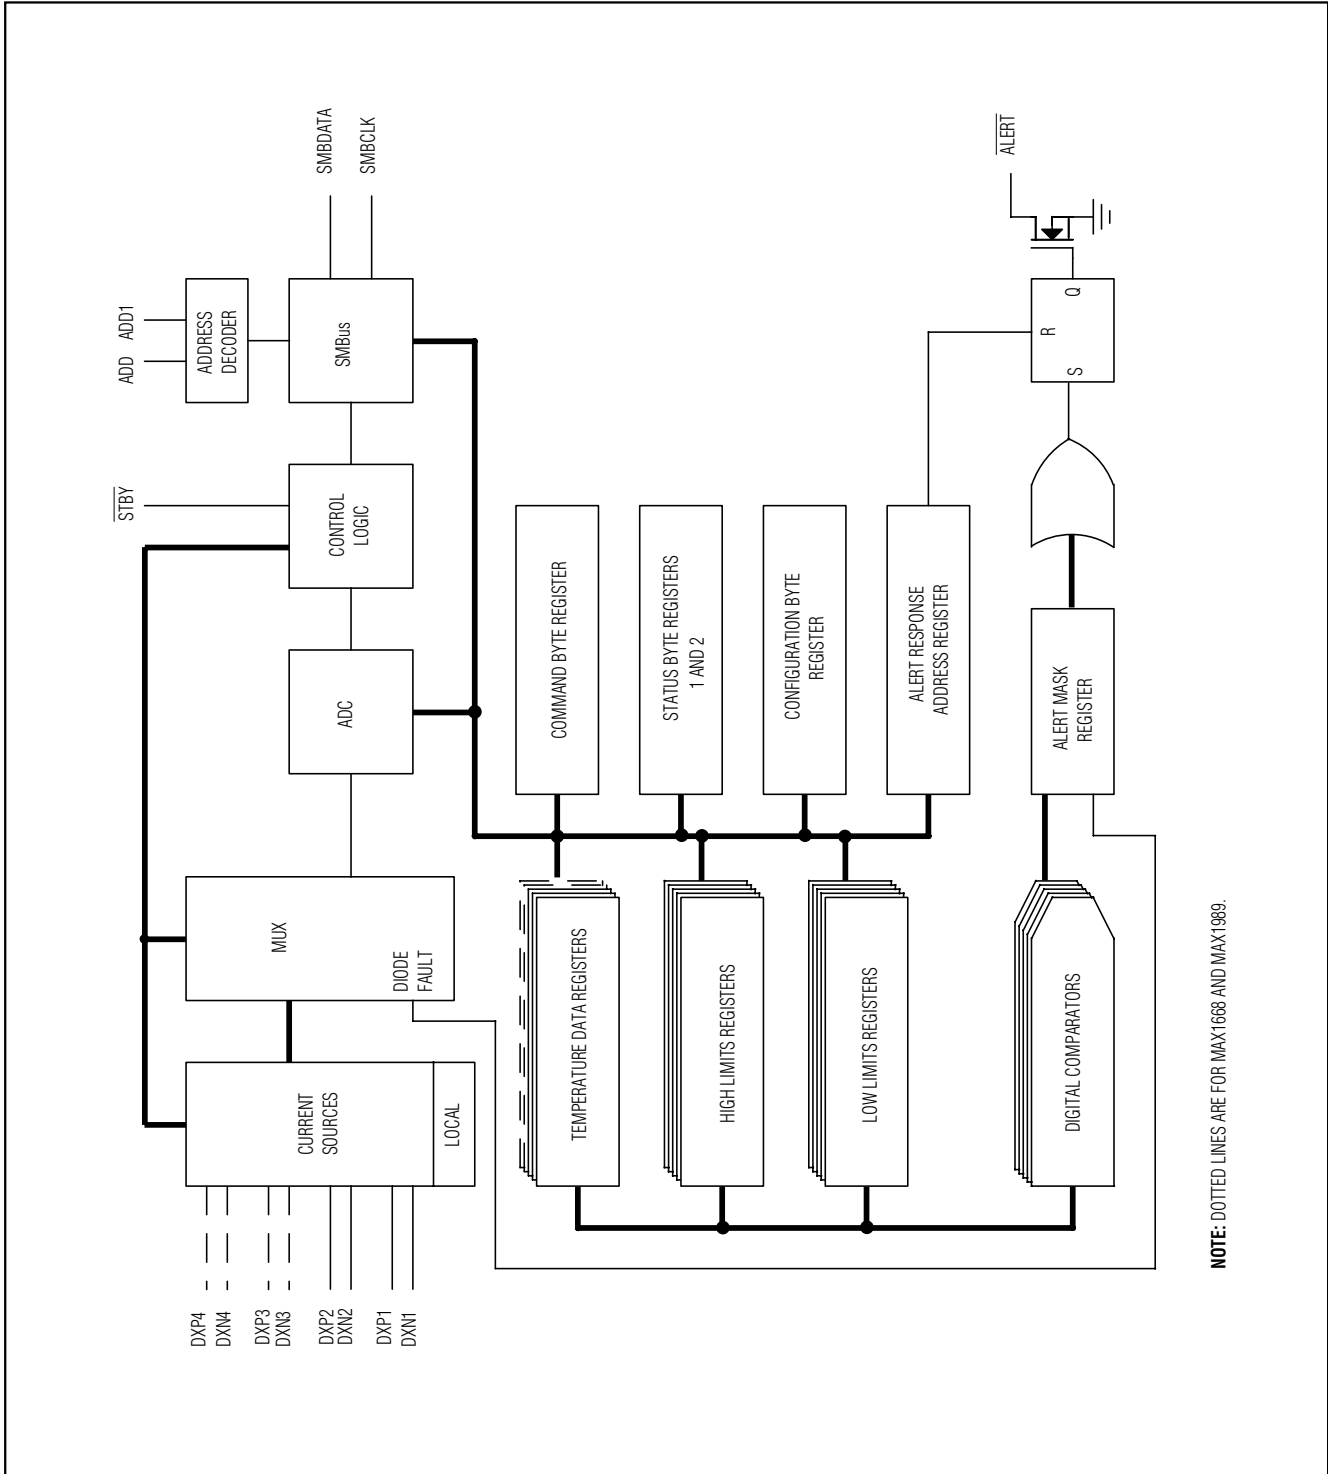 DXP4
DXN4
DXP3
DXN3
DXP2
DXN2
DXP1
DXN1
CURRENT
SOURCES
LOCAL
MUX
DIODE
FAULT
ADC
STBY
CONTROL
LOGIC
ADD
ADD1
ADDRESS
DECODER
SMBus
SMBDATA
SMBCLK
TEMPERATURE DATA REGISTERS
HIGH LIMITS REGISTERS
LOW LIMITS REGISTERS
DIGITAL COMPARATORS
COMMAND BYTE REGISTER
STATUS BYTE REGISTERS
1 AND 2
CONFIGURATION BYTE
REGISTER
ALERT RESPONSE
ADDRESS REGISTER
ALERT MASK
REGISTER
S
R
Q
ALERT
NOTE: DOTTED LINES ARE FOR MAX1668 AND MAX1989.